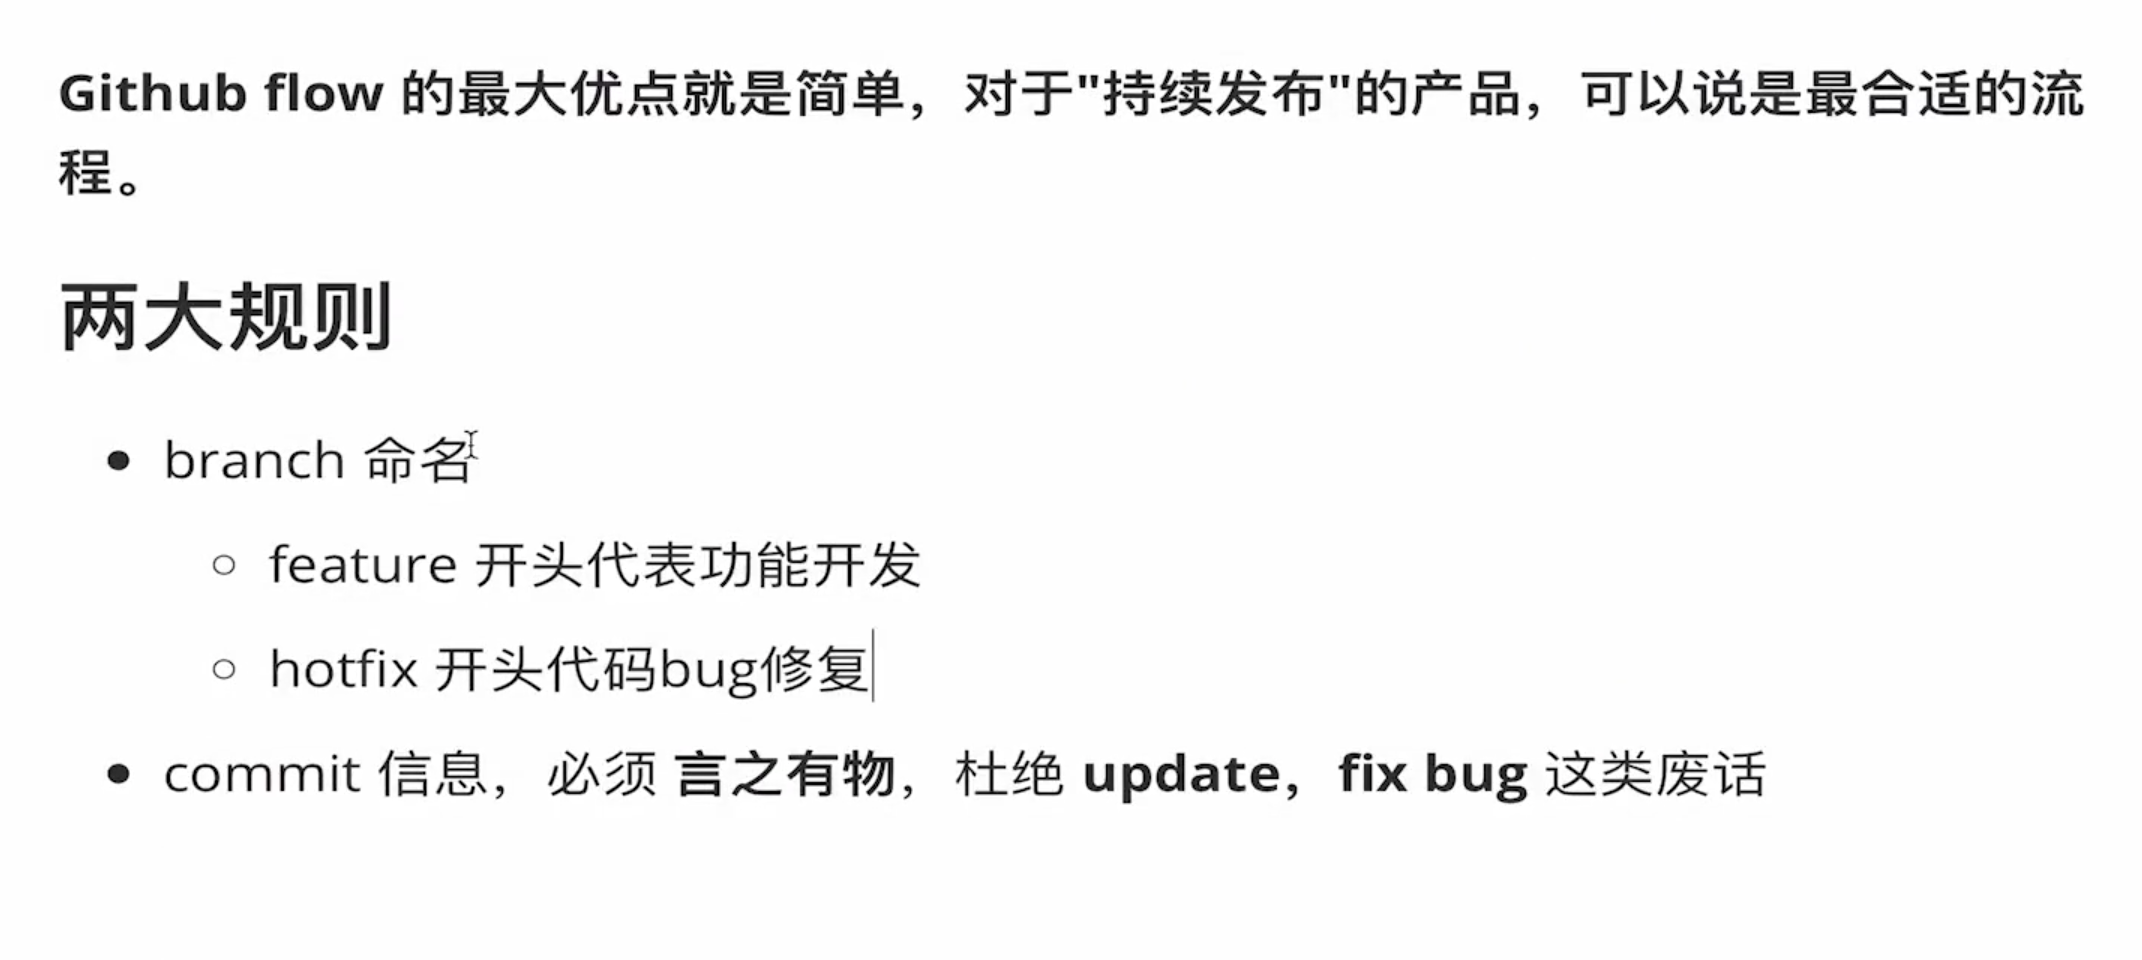 Github flow 的最大优点就是简单，对于"持续发布"的产品，可以说是最合适的流
程。
两大规则
branch 命名
feature 开头代表功能开发
hotfix 开头代码bug修复
commit 信息，必须 言之有物，杜绝 update，fix bug 这类废话